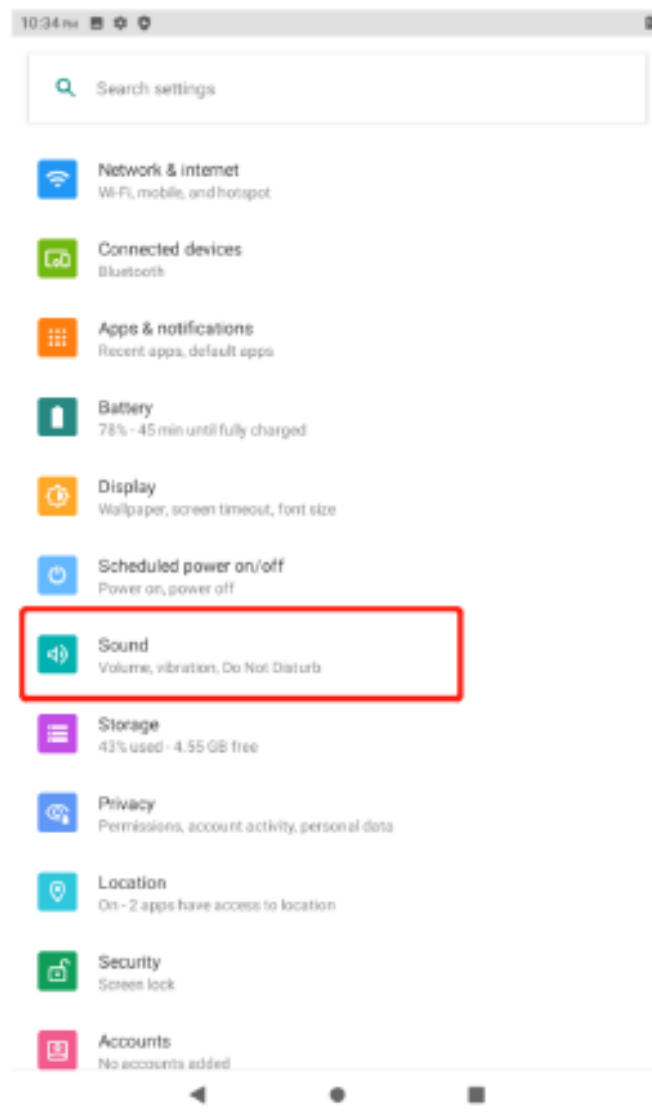 10:34 PM
Search settings
Network & internet
Wi-Fi, mobile, and hotspot
Connected devices
Bluetooth
Apps & notifications
Recent apps, default apps
Battery
78% - 45 min until fully charged
Display
Wallpaper, screen timeout, font size
Scheduled power on/off
Power on, power off
Sound
Volume, vibration, Do Not Disturb
Storage
43% used - 4.55 GB free
Privacy
Permissions, account activity, personal data
Location
On - 2 apps have access to location
Security
Screen lock
Accounts
No accounts added